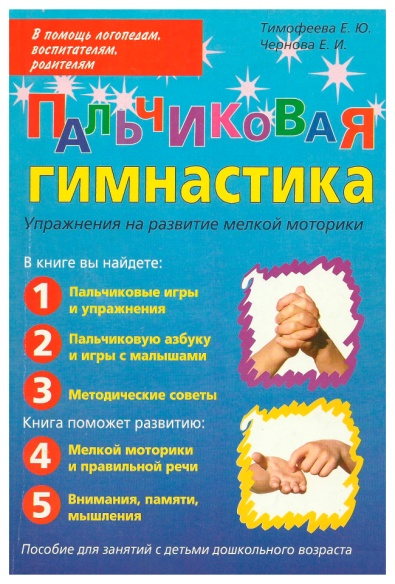 В помощь логопедам,
воспитателям,
родителям
Тимофеева Е. Ю.
Чернова Е. И.
ПАЛЬЧИКОВАЯ
ГИМНАСТИКА
Упражнения на развитие мелкой моторики
В книге вы найдете:
1 Пальчиковые игры
и упражнения
2 Пальчиковую азбуку
и игры с малышами
3 Методические советы
Книга поможет развитию:
4 Мелкой моторики
и правильной речи
5 Внимания, памяти,
мышления
Пособие для занятий с детьми дошкольного возраста